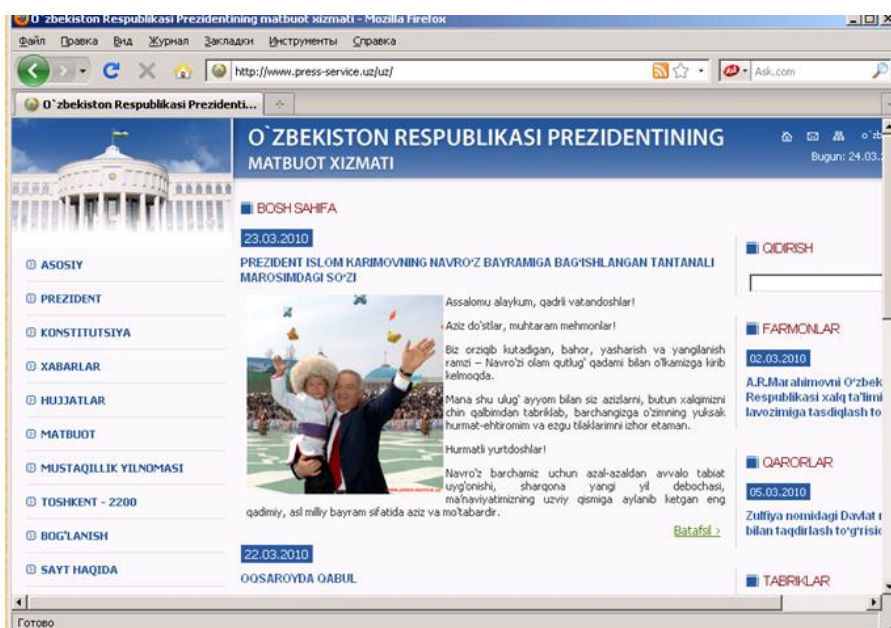 O`zbekiston Respublikasi Prezidentining matbuot xizmati - Mozilla Firefox
Файл Правка Вид Журнал Закладки Инструменты Справка
http://www.press-service.uz/uz/
Ask.com
O`zbekiston Respublikasi Prezidenti...
O`ZBEKISTON RESPUBLIKASI PREZIDENTINING
MATBUOT XIZMATI
Bugun: 24.03.
ASOSIY
PREZIDENT
KONSTITUTSIYA
XABARLAR
HUJJATLAR
MATBUOT
MUSTAQILLIK YILNOMASI
TOSHKENT - 2200
BOG'LANISH
SAYT HAQIDA
BOSH SAHIFA
23.03.2010
PREZIDENT ISLOM KARIMOVNING NAVRO'Z BAYRAMIGA BAG'ISHLANGAN TANTANALI
MAROSIMDAGI SO'ZI
Assalomu alaykum, qadrli vatandoshlar!
Aziz do'stlar, muhtaram mehmonlar!
Biz orziqib kutadigan, bahor, yasharish va yangilanish
ramzi – Navro'zi olam qutlug' qadami bilan o'lkamizga kirib
kelmoqda.
Mana shu ulug' ayyom bilan siz azizlarni, butun xalqimizni
chin qalbimdan tabriklab, barchangizga o'zimning yuksak
hurmat-ehtirom va ezgu tilaklarimni izhor etaman.
Hurmatli yurtdoshlar!
Navro'z barchamiz uchun azal-azaldan avvalo tabiat
uyg'onishi, sharqona yangi yil debochasi,
ma'naviyatimizning uzviy qismiga aylanib ketgan eng
qadimiy, asl milliy bayram sifatida aziz va mo'tabardir.
www.press-service.uz
Batafsil >
22.03.2010
OQSAROYDA QABUL
QIDIRISH
FARMONLAR
02.03.2010
A.R.Marahimovni O'zbek
Respublikasi xalq ta'limi
lavozimiga tasdiqlash to
QARORLAR
05.03.2010
Zulfiya nomidagi Davlat
bilan taqdirlash to'g'risid
TABRIKLAR
Готово